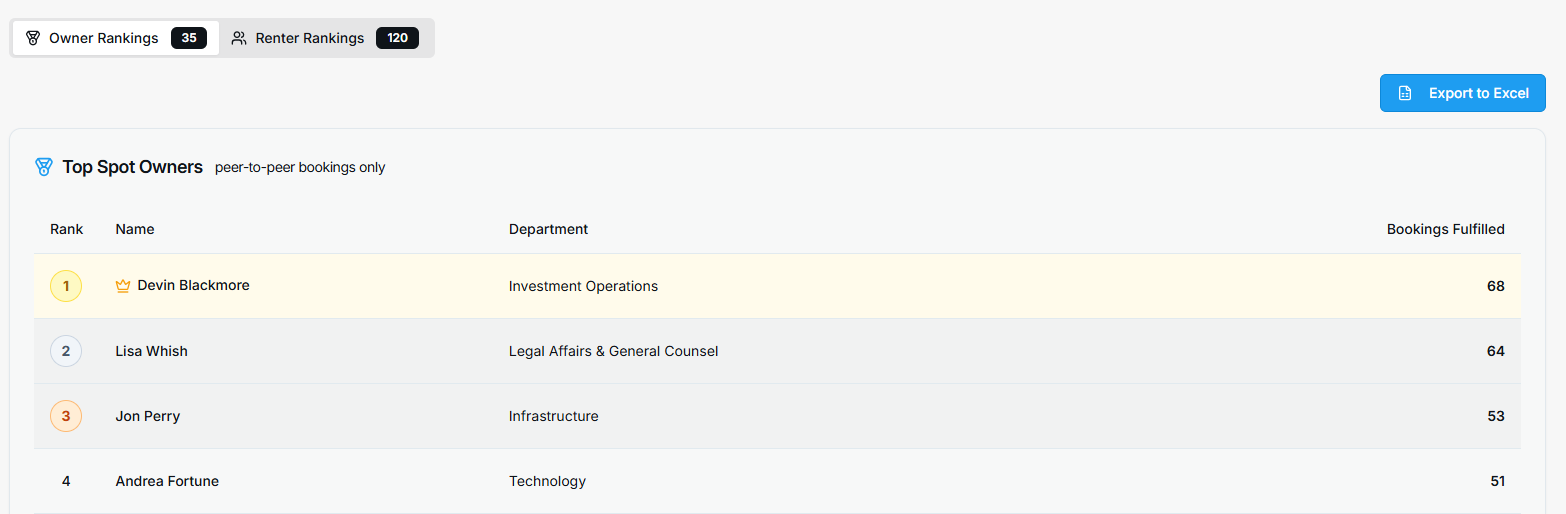 Owner Rankings 35 Renter Rankings 120
Export to Excel
Top Spot Owners peer-to-peer bookings only
Rank Name Department Bookings Fulfilled
1 Devin Blackmore Investment Operations 68
2 Lisa Whish Legal Affairs & General Counsel 64
3 Jon Perry Infrastructure 53
4 Andrea Fortune Technology 51